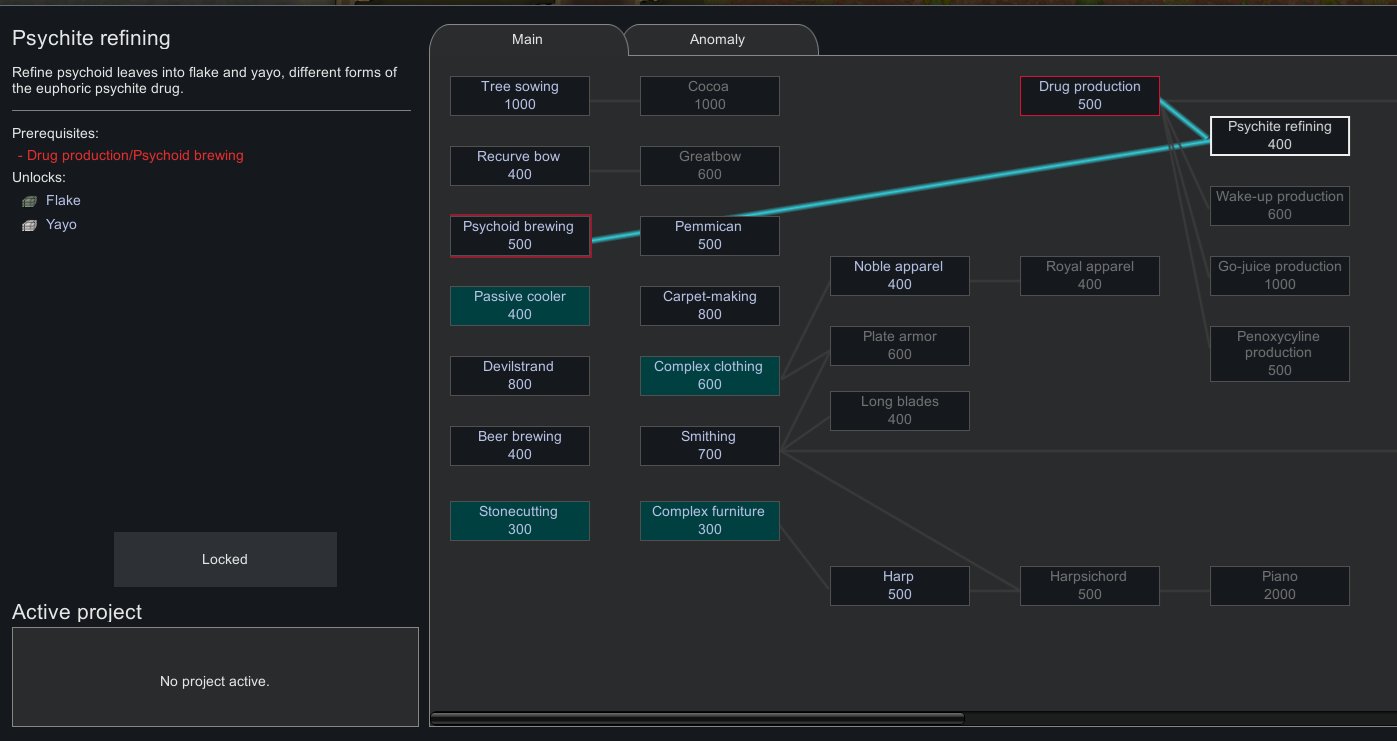 Psychite refining
Refine psychoid leaves into flake and yayo, different forms of
the euphoric psychite drug.
Prerequisites:
- Drug production/Psychoid brewing
Unlocks:
Flake
Yayo
Locked
Active project
No project active.
Main
Anomaly
Tree sowing
1000
Cocoa
1000
Drug production
500
Psychite refining
400
Recurve bow
400
Greatbow
600
Wake-up production
600
Psychoid brewing
500
Pemmican
500
Noble apparel
400
Royal apparel
400
Go-juice production
1000
Passive cooler
400
Carpet-making
800
Plate armor
600
Penoxycyline
production
500
Devilstrand
800
Complex clothing
600
Long blades
400
Beer brewing
400
Smithing
700
Stonecutting
300
Complex furniture
300
Harp
500
Harpsichord
500
Piano
2000